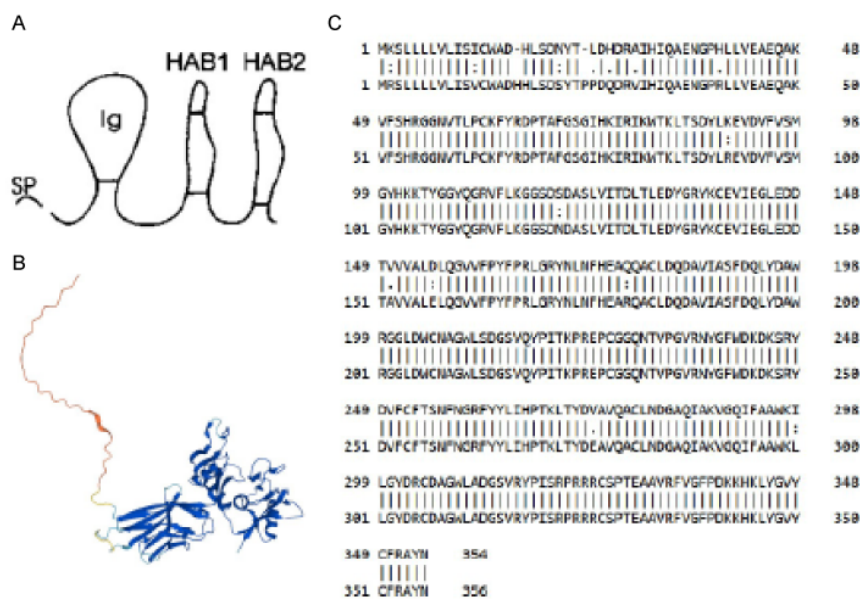 A
C
HAB1 HAB2
Ig
SP
B
1 MKSLLLLVLISICWAD-HLSDNYT-LDHDRAIHIQAENGPHLLVEAEQAK 48
1 MRSLLLLVLISVCWADHHLSDSYTPPDQDRVIHIQAENGPRLLVEAEQAK 50
49 VFSHRGGNVTLPCKFYRDPTAFGSGIHKIRIKWTKLTSDYLKEVDVFVSM 98
51 VFSHRGGNVTLPCKFYRDPTAFGSGIHKIRIKWTKLTSDYLREVDVFVSM 100
99 GYHKKTYGGYQGRVFLKGGSDSDASLVITDLTLEDYGRYKCEVIEGLEDD 148
101 GYHKKTYGGYQGRVFLKGGSDNDASLVITDLTLEDYGRYKCEVIEGLEDD 150
149 TVVVALDLQGVVFPYFPRLGRYNLNFHEAQQACLDQDAVIASFDQLYDAW 198
151 TAVVALELQGVVFPYFPRLGRYNLNFHEARQACLDQDAVIASFDQLYDAW 200
199 RGGLDWCNAGWLSDGSVQYPITKPREPCGGQNTVPGVRNYGFWDKDKSRY 248
201 RGGLDWCNAGWLSDGSVQYPITKPREPCGGQNTVPGVRNYGFWDKDKSRY 250
249 DVFCFTSNFNGRFYYLIHPTKLTYDVAVQACLNDGAQIAKVGQIFAAWKI 298
251 DVFCFTSNFNGRFYYLIHPTKLTYDEAVQACLNDGAQIAKVGQIFAAWKL 300
299 LGYDRCDAGWLADGSVRYPISRPRRRCSPTEAAVRFVGFPDKKHKLYGVY 348
301 LGYDRCDAGWLADGSVRYPISRPRRRCSPTEAAVRFVGFPDKKHKLYGVY 350
349 CFRAYN 354
351 CFRAYN 356